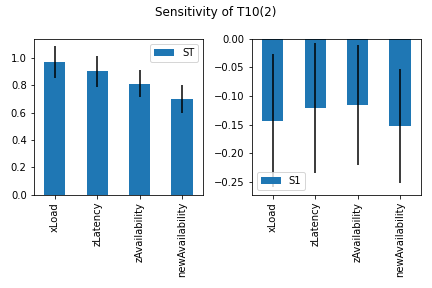 Sensitivity of T10(2)
ST
1.0
0.8
0.6
0.4
0.2
0.0
xLoad
zLatency
zAvailability
newAvailability
0.00
−0.05
−0.10
−0.15
−0.20
−0.25
S1
xLoad
zLatency
zAvailability
newAvailability